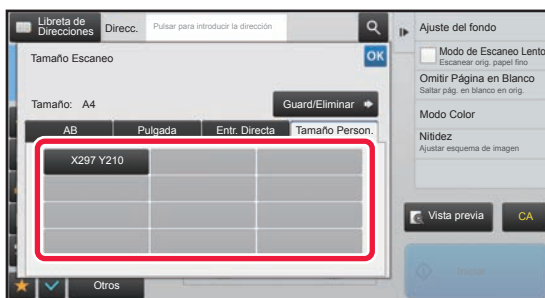 Libreta de
Direcciones
Direcc.
Pulsar para introducir la dirección
Tamaño Escaneo
OK
Tamaño: A4
Guard/Eliminar
AB
Pulgada
Entr. Directa
Tamaño Person.
X297 Y210
Otros
Ajuste del fondo
Modo de Escaneo Lento
Escanear orig. papel fino
Omitir Página en Blanco
Saltar pág. en blanco en orig.
Modo Color
Nitidez
Ajustar esquema de imagen
Vista previa
CA